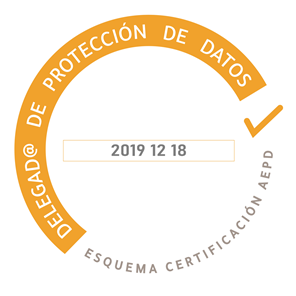 DELEGAD@ DE PROTECCIÓN DE DATOS
2019 12 18
ESQUEMA CERTIFICACIÓN AEPD